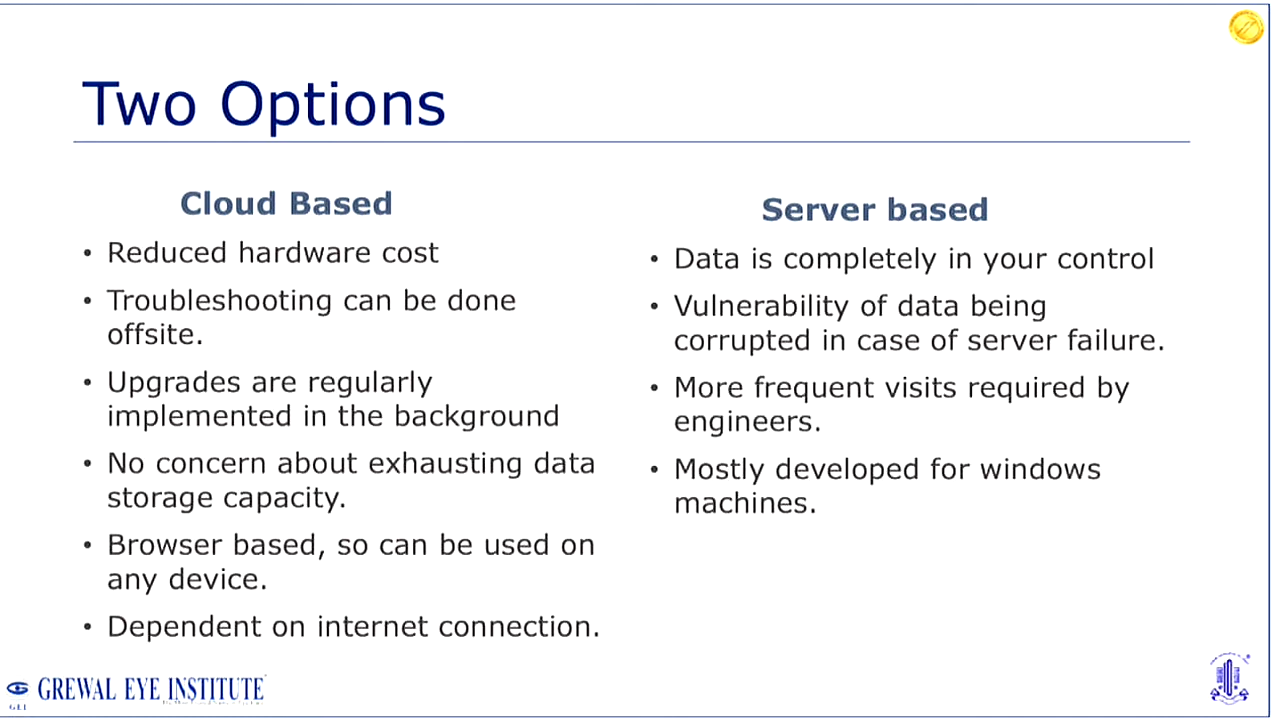 Two Options
Cloud Based
• Reduced hardware cost
• Troubleshooting can be done
offsite.
• Upgrades are regularly
implemented in the background
• No concern about exhausting data
storage capacity.
• Browser based, so can be used on
any device.
• Dependent on internet connection.
Server based
• Data is completely in your control
• Vulnerability of data being
corrupted in case of server failure.
• More frequent visits required by
engineers.
• Mostly developed for windows
machines.
GREWAL EYE INSTITUTE
GEI